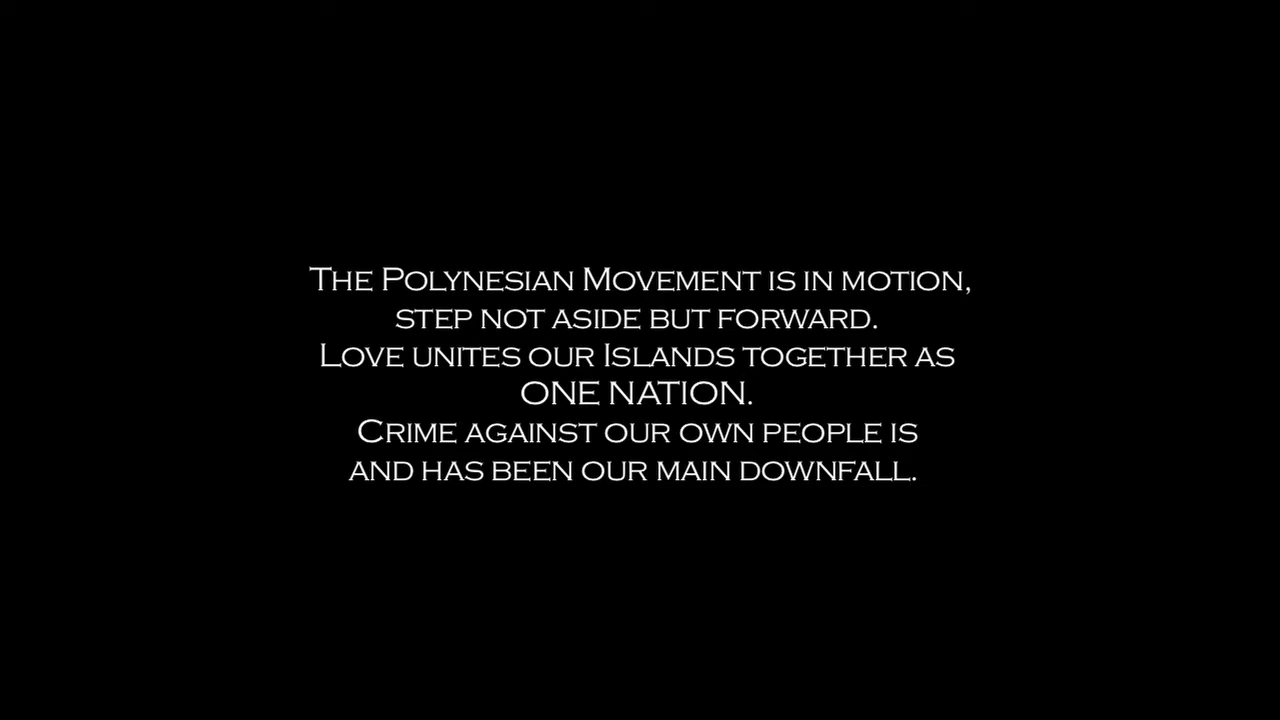 The Polynesian Movement is in motion,
step not aside but forward.
Love unites our Islands together as
ONE NATION.
Crime against our own people is
and has been our main downfall.